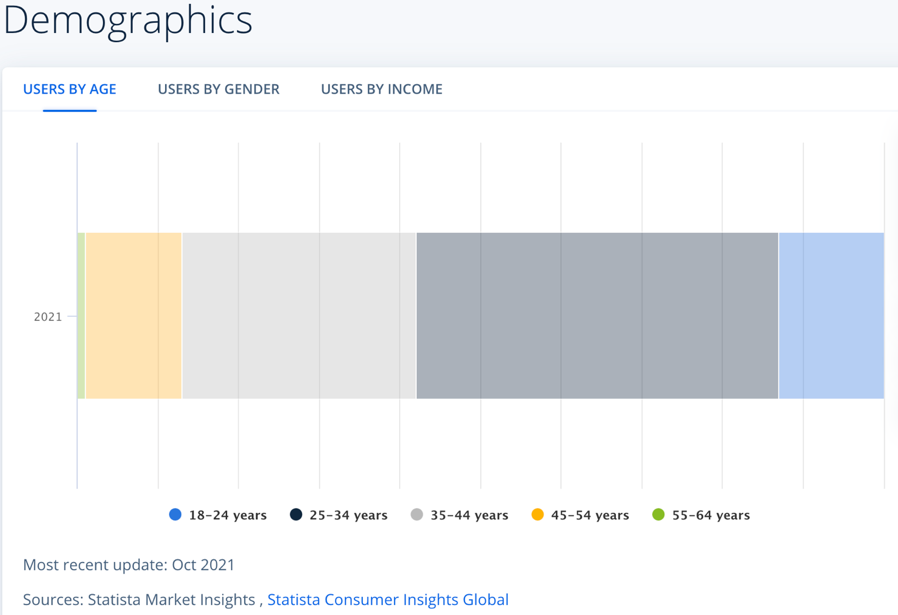 Demographics
USERS BY AGE USERS BY GENDER USERS BY INCOME
2021
18–24 years 25–34 years 35–44 years 45–54 years 55–64 years
Most recent update: Oct 2021
Sources: Statista Market Insights , Statista Consumer Insights Global